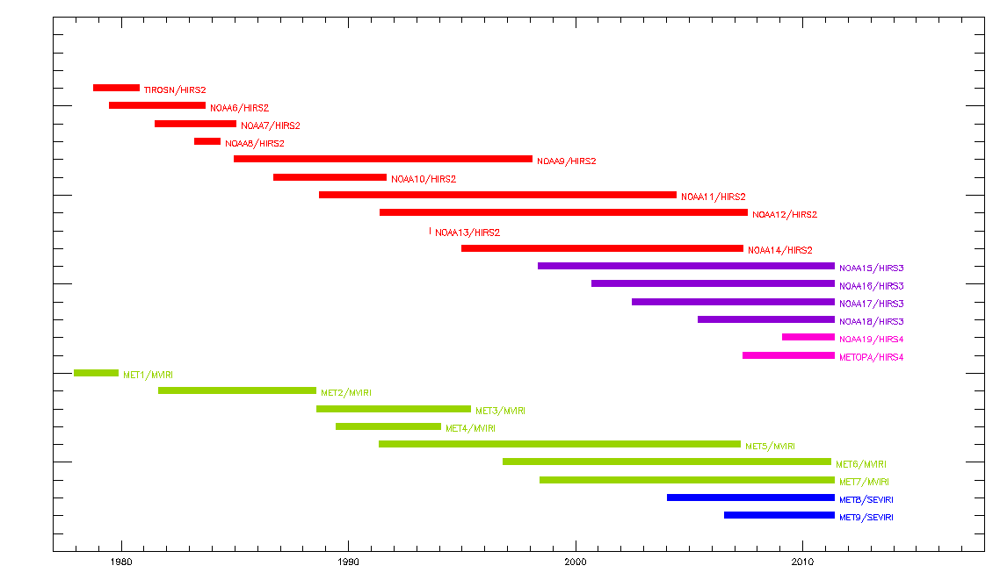 TIROSN/HIRS2
NOAA6/HIRS2
NOAA7/HIRS2
NOAA8/HIRS2
NOAA9/HIRS2
NOAA10/HIRS2
NOAA11/HIRS2
NOAA12/HIRS2
NOAA13/HIRS2
NOAA14/HIRS2
NOAA15/HIRS3
NOAA16/HIRS3
NOAA17/HIRS3
NOAA18/HIRS3
NOAA19/HIRS4
METOPA/HIRS4
MET1/MVIRI
MET2/MVIRI
MET3/MVIRI
MET4/MVIRI
MET5/MVIRI
MET6/MVIRI
MET7/MVIRI
MET8/SEVIRI
MET9/SEVIRI
1980 1990 2000 2010